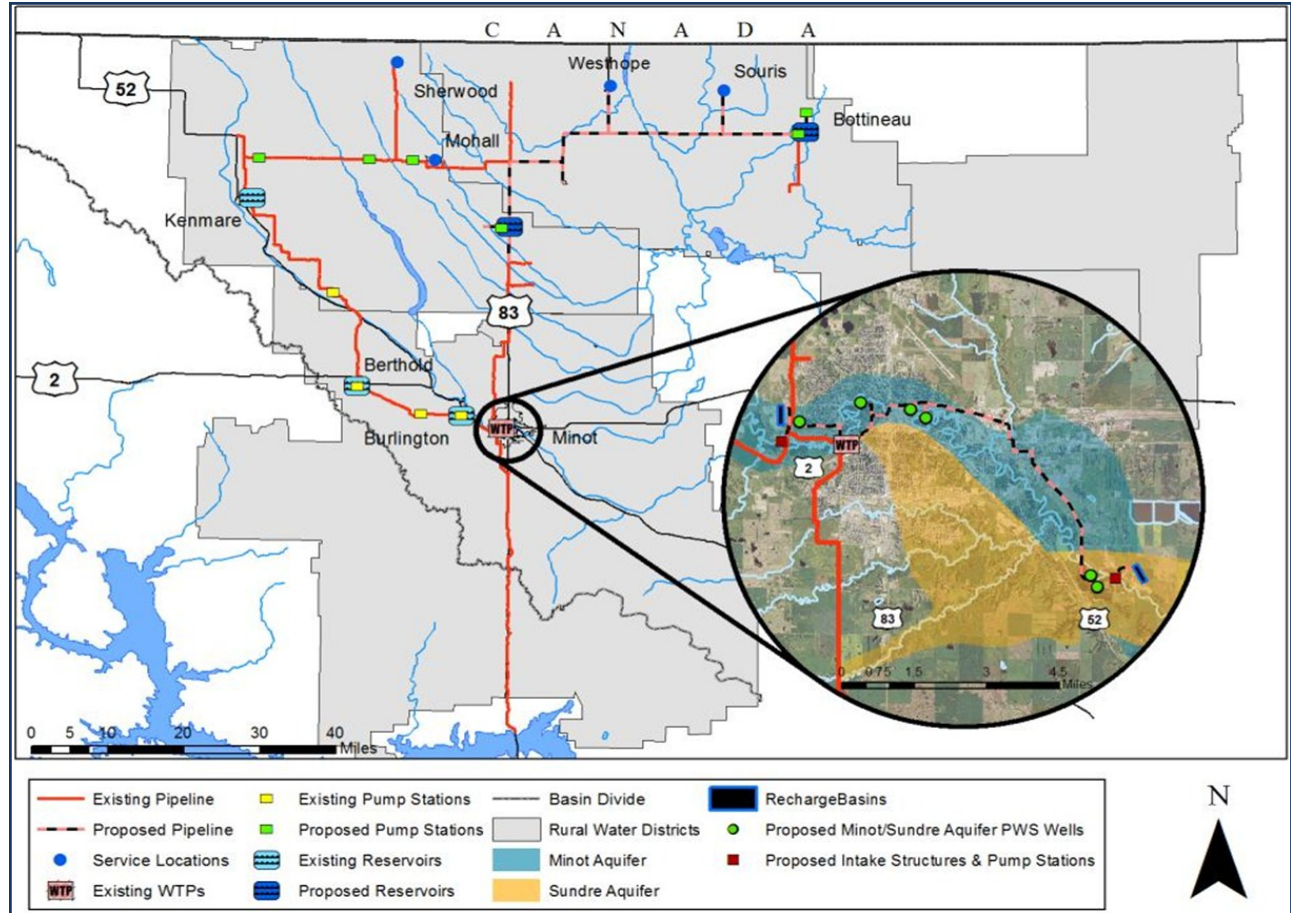 C A N A D A
52
Westhope
Souris
Sherwood
Bottineau
Mohall
Kenmare
83
2
Berthold
Burlington
WTP
Minot
WTP
2
83
52
0 0.75 1.5 3 4.5
Miles
0 5 10 20 30 40
Miles
Existing Pipeline
Existing Pump Stations
Basin Divide
RechargeBasins
Proposed Pipeline
Proposed Pump Stations
Rural Water Districts
Proposed Minot/Sundre Aquifer PWS Wells
Service Locations
Existing Reservoirs
Minot Aquifer
Proposed Intake Structures & Pump Stations
WTP
Existing WTPs
Proposed Reservoirs
Sundre Aquifer
N